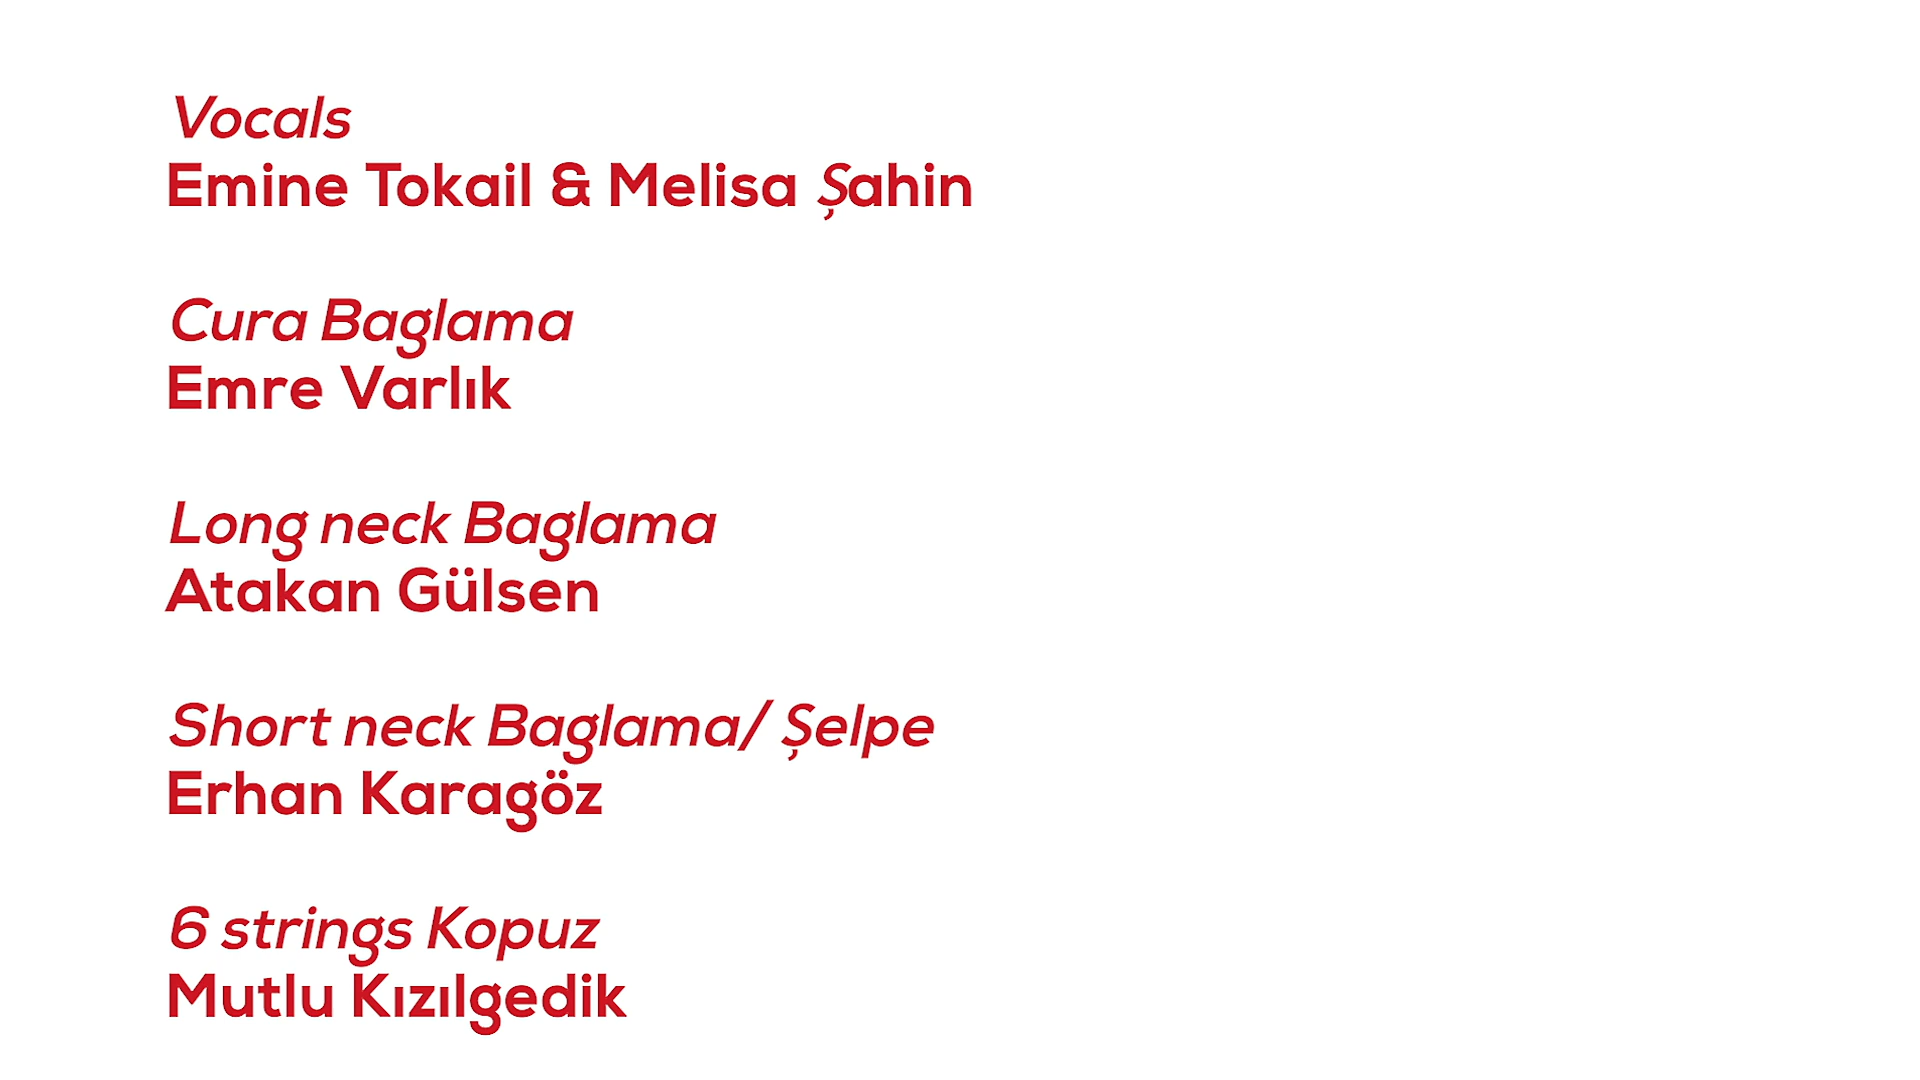 Vocals
Emine Tokail & Melisa Şahin
Cura Baglama
Emre Varlık
Long neck Baglama
Atakan Gülsen
Short neck Baglama/ Şelpe
Erhan Karagöz
6 strings Kopuz
Mutlu Kızılgedik